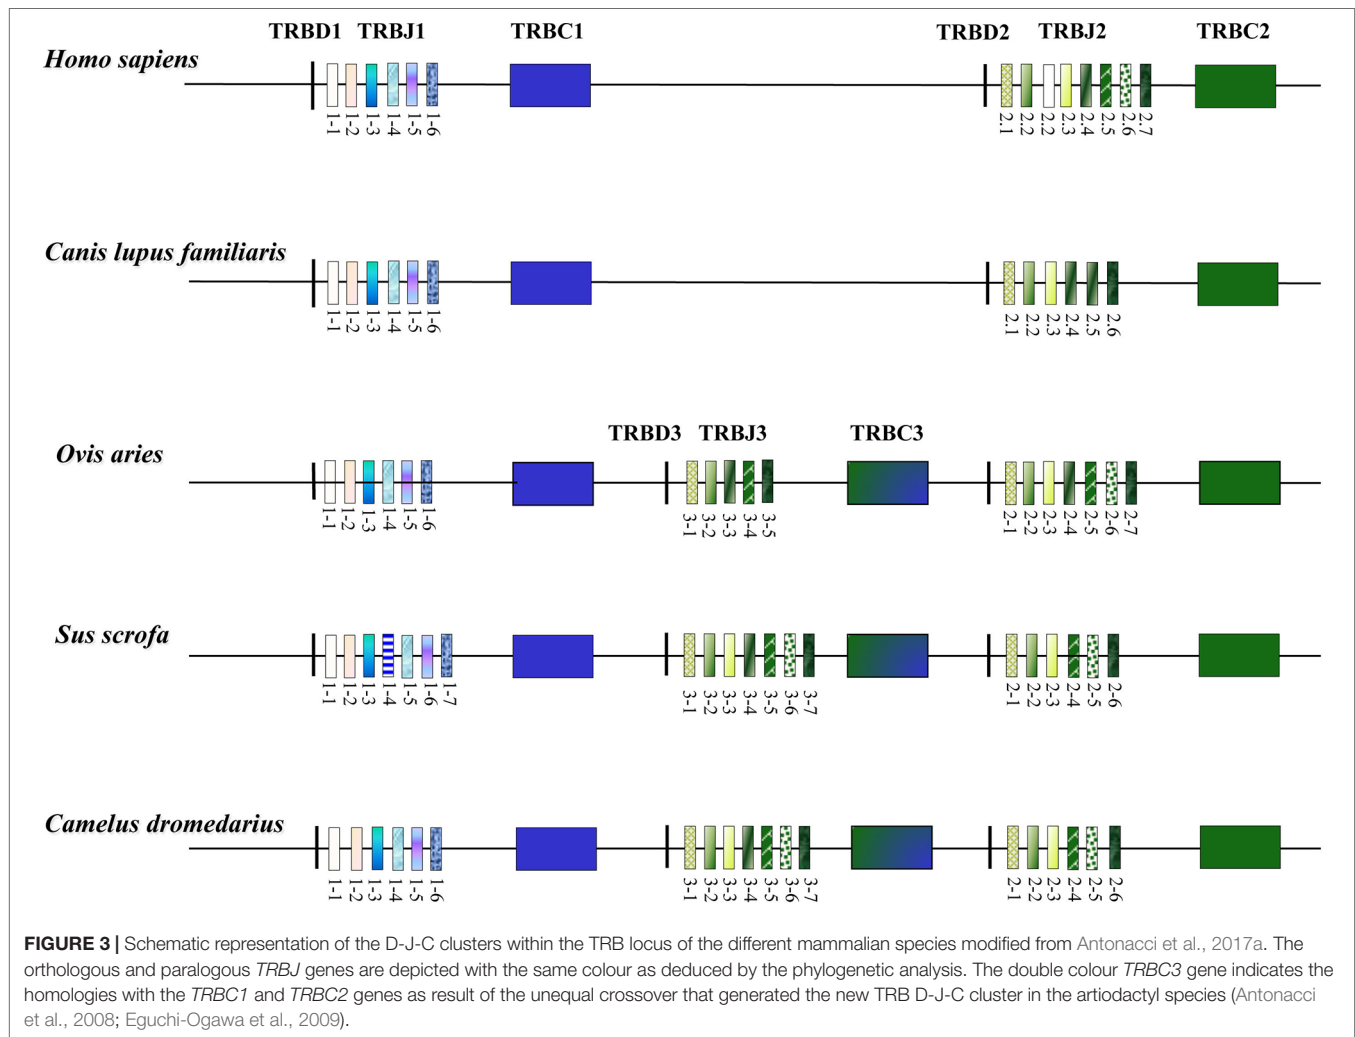 TRBD1 TRBJ1 TRBC1 TRBD2 TRBJ2 TRBC2
Homo sapiens
1-1 1-2 1-3 1-4 1-5 1-6 2.1 2.2 2.2 2.3 2.4 2.5 2.6 2.7
Canis lupus familiaris
1-1 1-2 1-3 1-4 1-5 1-6 2.1 2.2 2.3 2.4 2.5 2.6
TRBD3 TRBJ3 TRBC3
Ovis aries
1-1 1-2 1-3 1-4 1-5 1-6 3-1 3-2 3-3 3-4 3-5 2-1 2-2 2-3 2-4 2-5 2-6 2-7
Sus scrofa
1-1 1-2 1-3 1-4 1-5 1-6 1-7 3-1 3-2 3-3 3-4 3-5 3-6 3-7 2-1 2-2 2-3 2-4 2-5 2-6
Camelus dromedarius
1-1 1-2 1-3 1-4 1-5 1-6 3-1 3-2 3-3 3-4 3-5 3-6 3-7 2-1 2-2 2-3 2-4 2-5 2-6
FIGURE 3 | Schematic representation of the D-J-C clusters within the TRB locus of the different mammalian species modified from Antonacci et al., 2017a. The
orthologous and paralogous TRBJ genes are depicted with the same colour as deduced by the phylogenetic analysis. The double colour TRBC3 gene indicates the
homologies with the TRBC1 and TRBC2 genes as result of the unequal crossover that generated the new TRB D-J-C cluster in the artiodactyl species (Antonacci
et al., 2008; Eguchi-Ogawa et al., 2009).